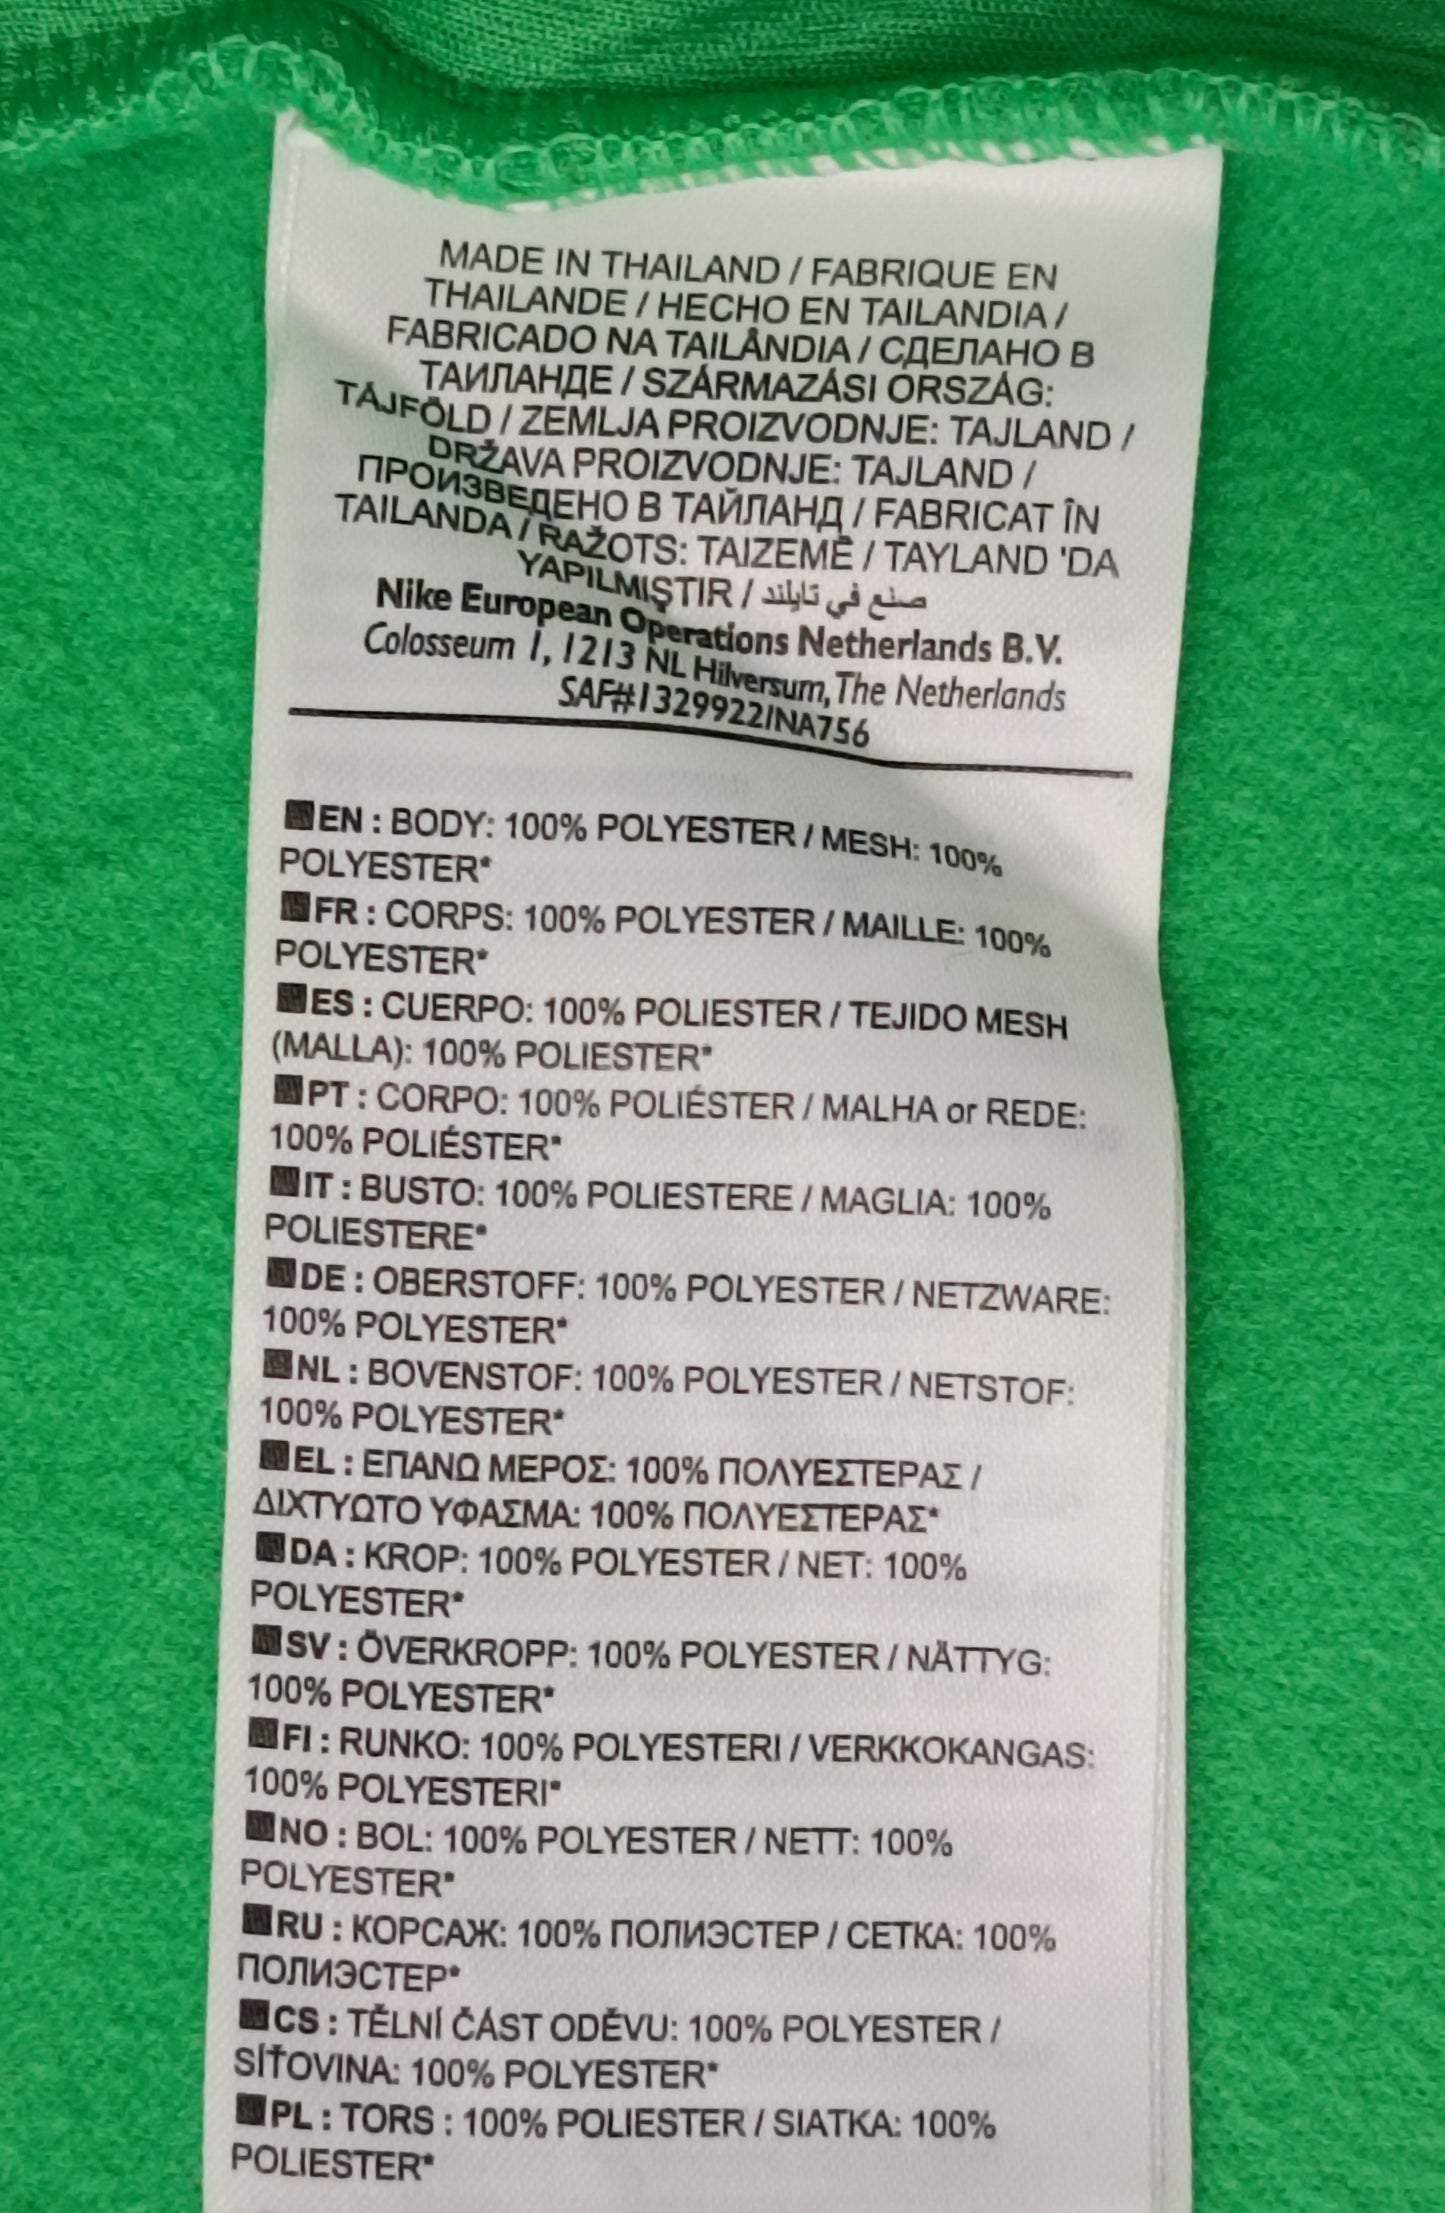 MADE IN THAILAND / FABRIQUE EN
THAILANDE / HECHO EN TAILANDIA /
FABRICADO NA TAILÅNDIA / СДЕЛАНО В
ТАИЛАНДЕ / SZÁRMAZÁSI ORSZÁG:
TÁJFÖLD / ZEMLJA PROIZVODNJE: TAJLAND /
DRŽAVA PROIZVODNJE: TAJLAND /
ПРОИЗВЕДЕНО В ТАЙЛАНД / FABRICAT ÎN
TAILANDA / RAŽOTS: TAIZEMĒ / TAYLAND 'DA
YAPILMIŞTIR / صنع في تايلند
Nike European Operations Netherlands B.V.
Colosseum 1, 1213 NL Hilversum, The Netherlands
SAF#1329922INA756
EN : BODY: 100% POLYESTER / MESH: 100%
POLYESTER*
FR : CORPS: 100% POLYESTER / MAILLE: 100%
POLYESTER*
ES : CUERPO: 100% POLIESTER / TEJIDO MESH
(MALLA): 100% POLIESTER*
PT : CORPO: 100% POLIÉSTER / MALHA or REDE:
100% POLIÉSTER*
IT : BUSTO: 100% POLIESTERE / MAGLIA: 100%
POLIESTERE*
DE : OBERSTOFF: 100% POLYESTER / NETZWARE:
100% POLYESTER*
NL : BOVENSTOF: 100% POLYESTER / NETSTOF:
100% POLYESTER*
EL : ΕΠΑΝΩ ΜΕΡΟΣ: 100% ΠΟΛΥΕΣΤΕΡΑΣ /
ΔΙΧΤΥΩΤΟ ΥΦΑΣΜΑ: 100% ΠΟΛΥΕΣΤΕΡΑΣ*
DA : KROP: 100% POLYESTER / NET: 100%
POLYESTER*
SV : ÖVERKROPP: 100% POLYESTER / NÄTTYG:
100% POLYESTER*
FI : RUNKO: 100% POLYESTERI / VERKKOKANGAS:
100% POLYESTERI*
NO : BOL: 100% POLYESTER / NETT: 100%
POLYESTER*
RU : КОРСАЖ: 100% ПОЛИЭСТЕР / СЕТКА: 100%
ПОЛИЭСТЕР*
CS : TĚLNÍ ČÁST ODĚVU: 100% POLYESTER /
SÍŤOVINA: 100% POLYESTER*
PL : TORS : 100% POLIESTER / SIATKA: 100%
POLIESTER*